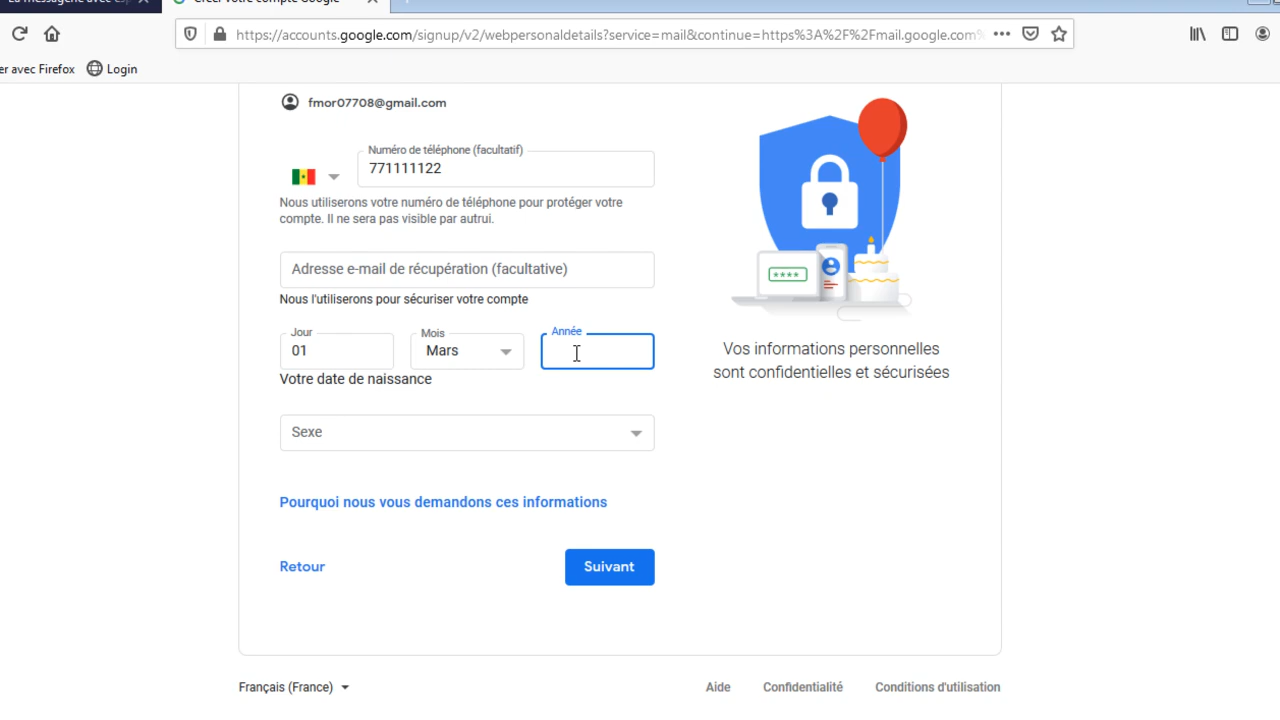 Créer votre compte Google
https://accounts.google.com/signup/v2/webpersonaldetails?service=mail&continue=https%3A%2F%2Fmail.google.com%
er avec Firefox
Login
fmor07708@gmail.com
Numéro de téléphone (facultatif)
771111122
Nous utiliserons votre numéro de téléphone pour protéger votre
compte. Il ne sera pas visible par autrui.
Adresse e-mail de récupération (facultative)
Nous l'utiliserons pour sécuriser votre compte
Jour
Mois
Année
01
Mars
Votre date de naissance
Sexe
Pourquoi nous vous demandons ces informations
Retour
Suivant
****
Vos informations personnelles
sont confidentielles et sécurisées
Français (France)
Aide
Confidentialité
Conditions d'utilisation